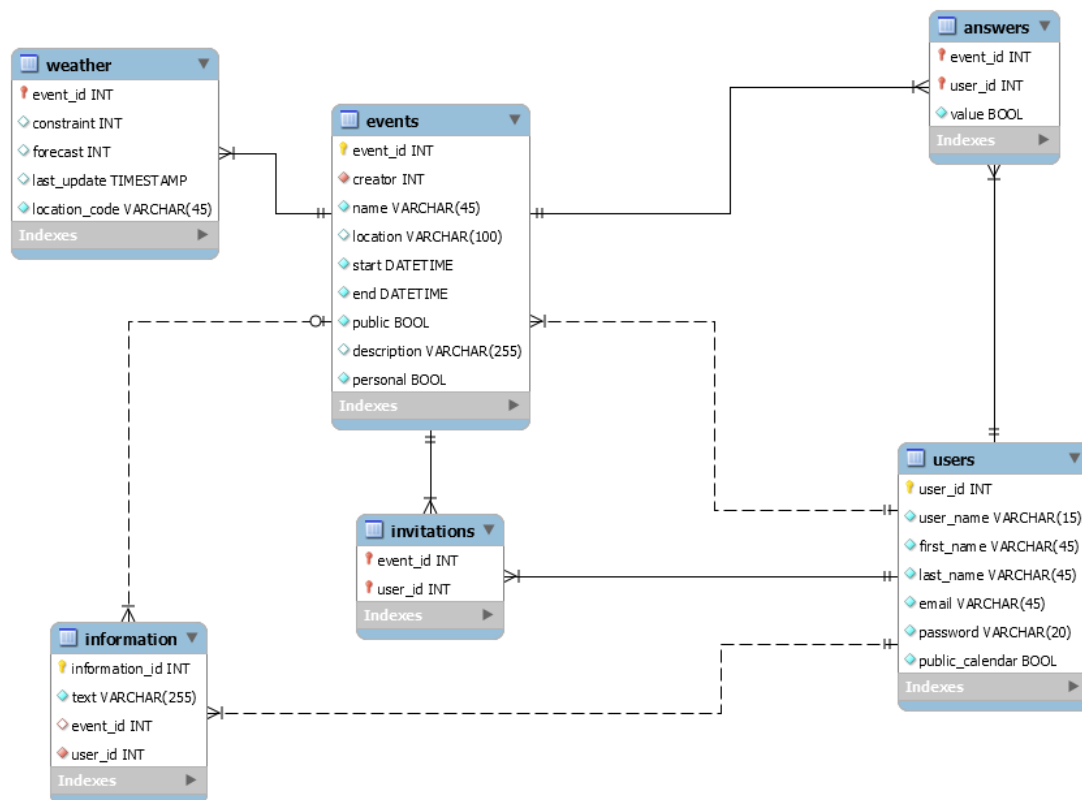 weather
event_id INT
constraint INT
forecast INT
last_update TIMESTAMP
location_code VARCHAR(45)
Indexes
events
event_id INT
creator INT
name VARCHAR(45)
location VARCHAR(100)
start DATETIME
end DATETIME
public BOOL
description VARCHAR(255)
personal BOOL
Indexes
answers
event_id INT
user_id INT
value BOOL
Indexes
users
user_id INT
user_name VARCHAR(15)
first_name VARCHAR(45)
last_name VARCHAR(45)
email VARCHAR(45)
password VARCHAR(20)
public_calendar BOOL
Indexes
invitations
event_id INT
user_id INT
Indexes
information
information_id INT
text VARCHAR(255)
event_id INT
user_id INT
Indexes